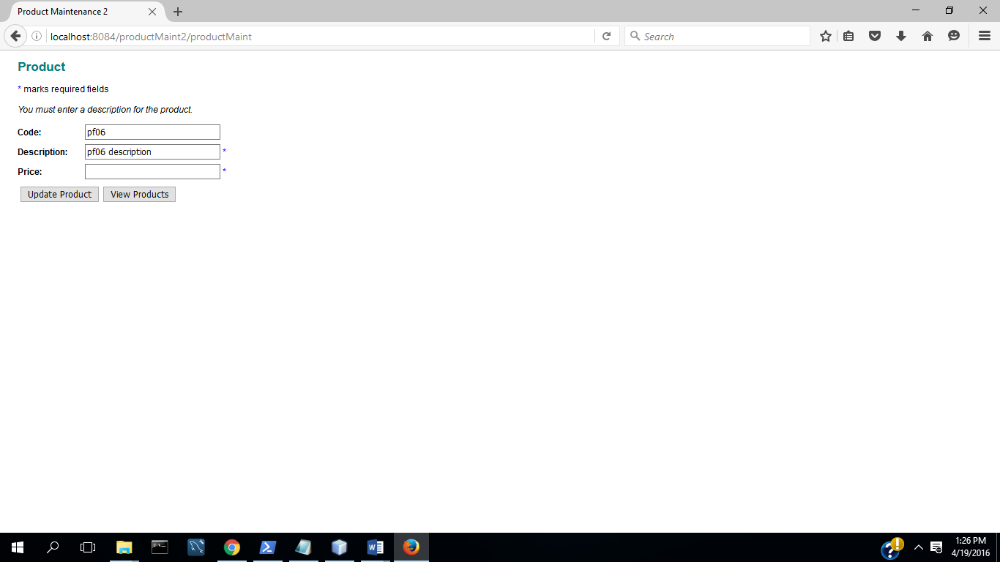 Product Maintenance 2
localhost:8084/productMaint2/productMaint
Search
Product
* marks required fields
You must enter a description for the product.
Code: pf06
Description: pf06 description *
Price: *
Update Product View Products
1:26 PM
4/19/2016